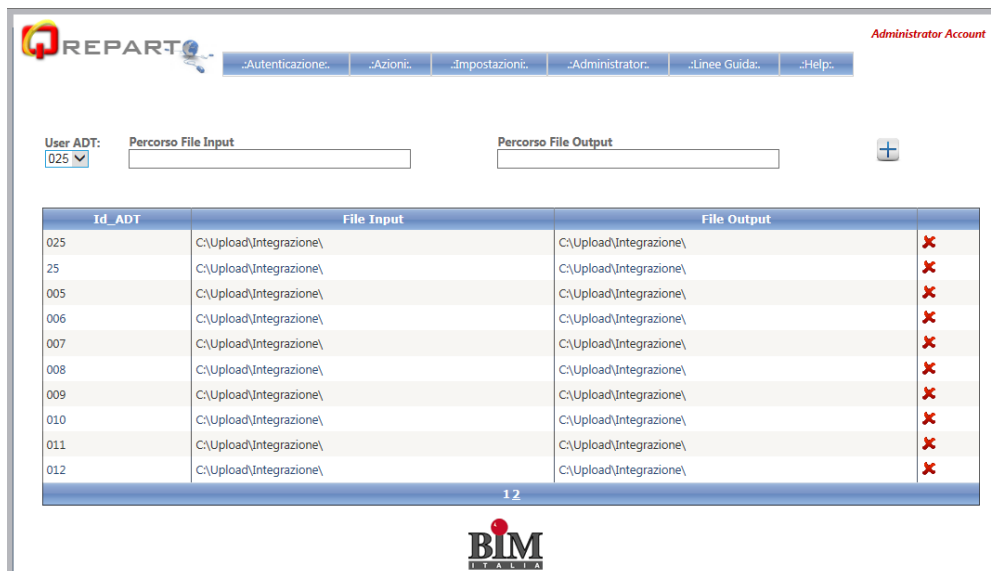 Administrator Account
QREPARTO
.:Autenticazione:. .:Azioni:. .:Impostazioni:. .:Administrator:. .:Linee Guida:. .:Help:.
User ADT: Percorso File Input Percorso File Output
025
Id_ADT File Input File Output
025 C:\Upload\Integrazione\ C:\Upload\Integrazione\
25 C:\Upload\Integrazione\ C:\Upload\Integrazione\
005 C:\Upload\Integrazione\ C:\Upload\Integrazione\
006 C:\Upload\Integrazione\ C:\Upload\Integrazione\
007 C:\Upload\Integrazione\ C:\Upload\Integrazione\
008 C:\Upload\Integrazione\ C:\Upload\Integrazione\
009 C:\Upload\Integrazione\ C:\Upload\Integrazione\
010 C:\Upload\Integrazione\ C:\Upload\Integrazione\
011 C:\Upload\Integrazione\ C:\Upload\Integrazione\
012 C:\Upload\Integrazione\ C:\Upload\Integrazione\
1 2
BIM
ITALIA